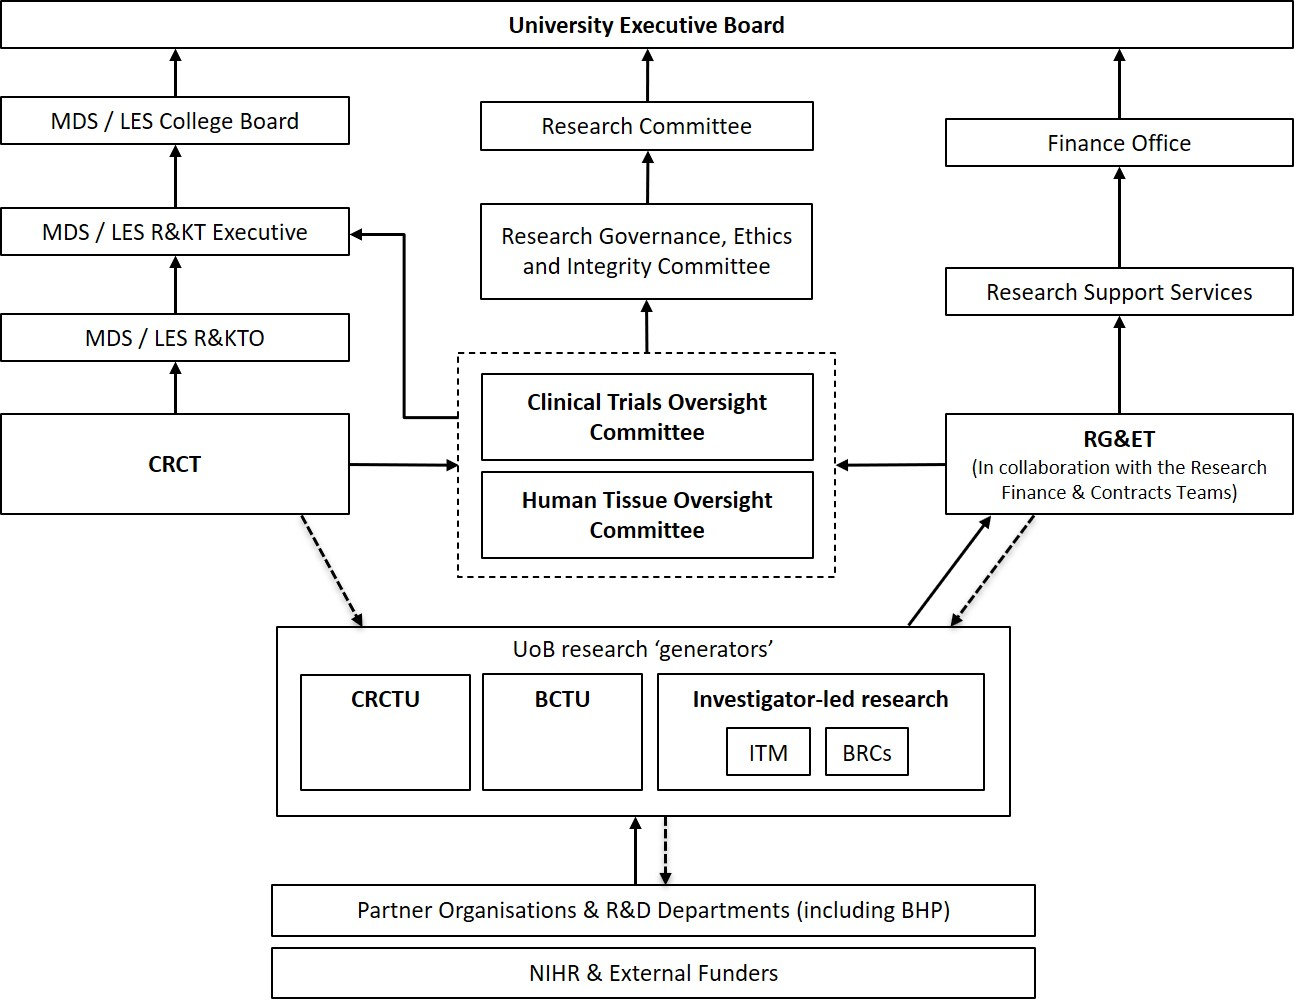 University Executive Board
MDS / LES College Board
Research Committee
Finance Office
MDS / LES R&KT Executive
Research Governance, Ethics
and Integrity Committee
Research Support Services
MDS / LES R&KTO
Clinical Trials Oversight
Committee
CRCT
RG&ET
(In collaboration with the Research
Finance & Contracts Teams)
Human Tissue Oversight
Committee
UoB research ‘generators’
CRCTU
BCTU
Investigator-led research
ITM
BRCs
Partner Organisations & R&D Departments (including BHP)
NIHR & External Funders